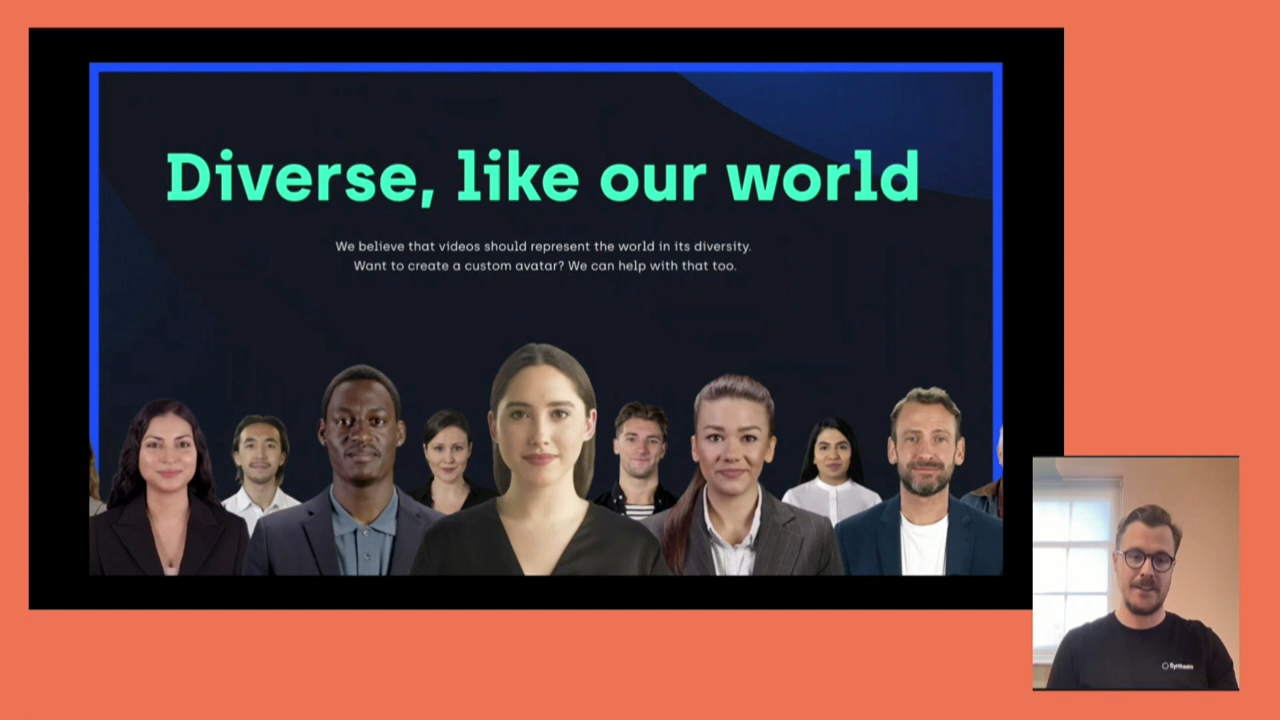 Diverse, like our world
We believe that videos should represent the world in its diversity.
Want to create a custom avatar? We can help with that too.
Synthesia